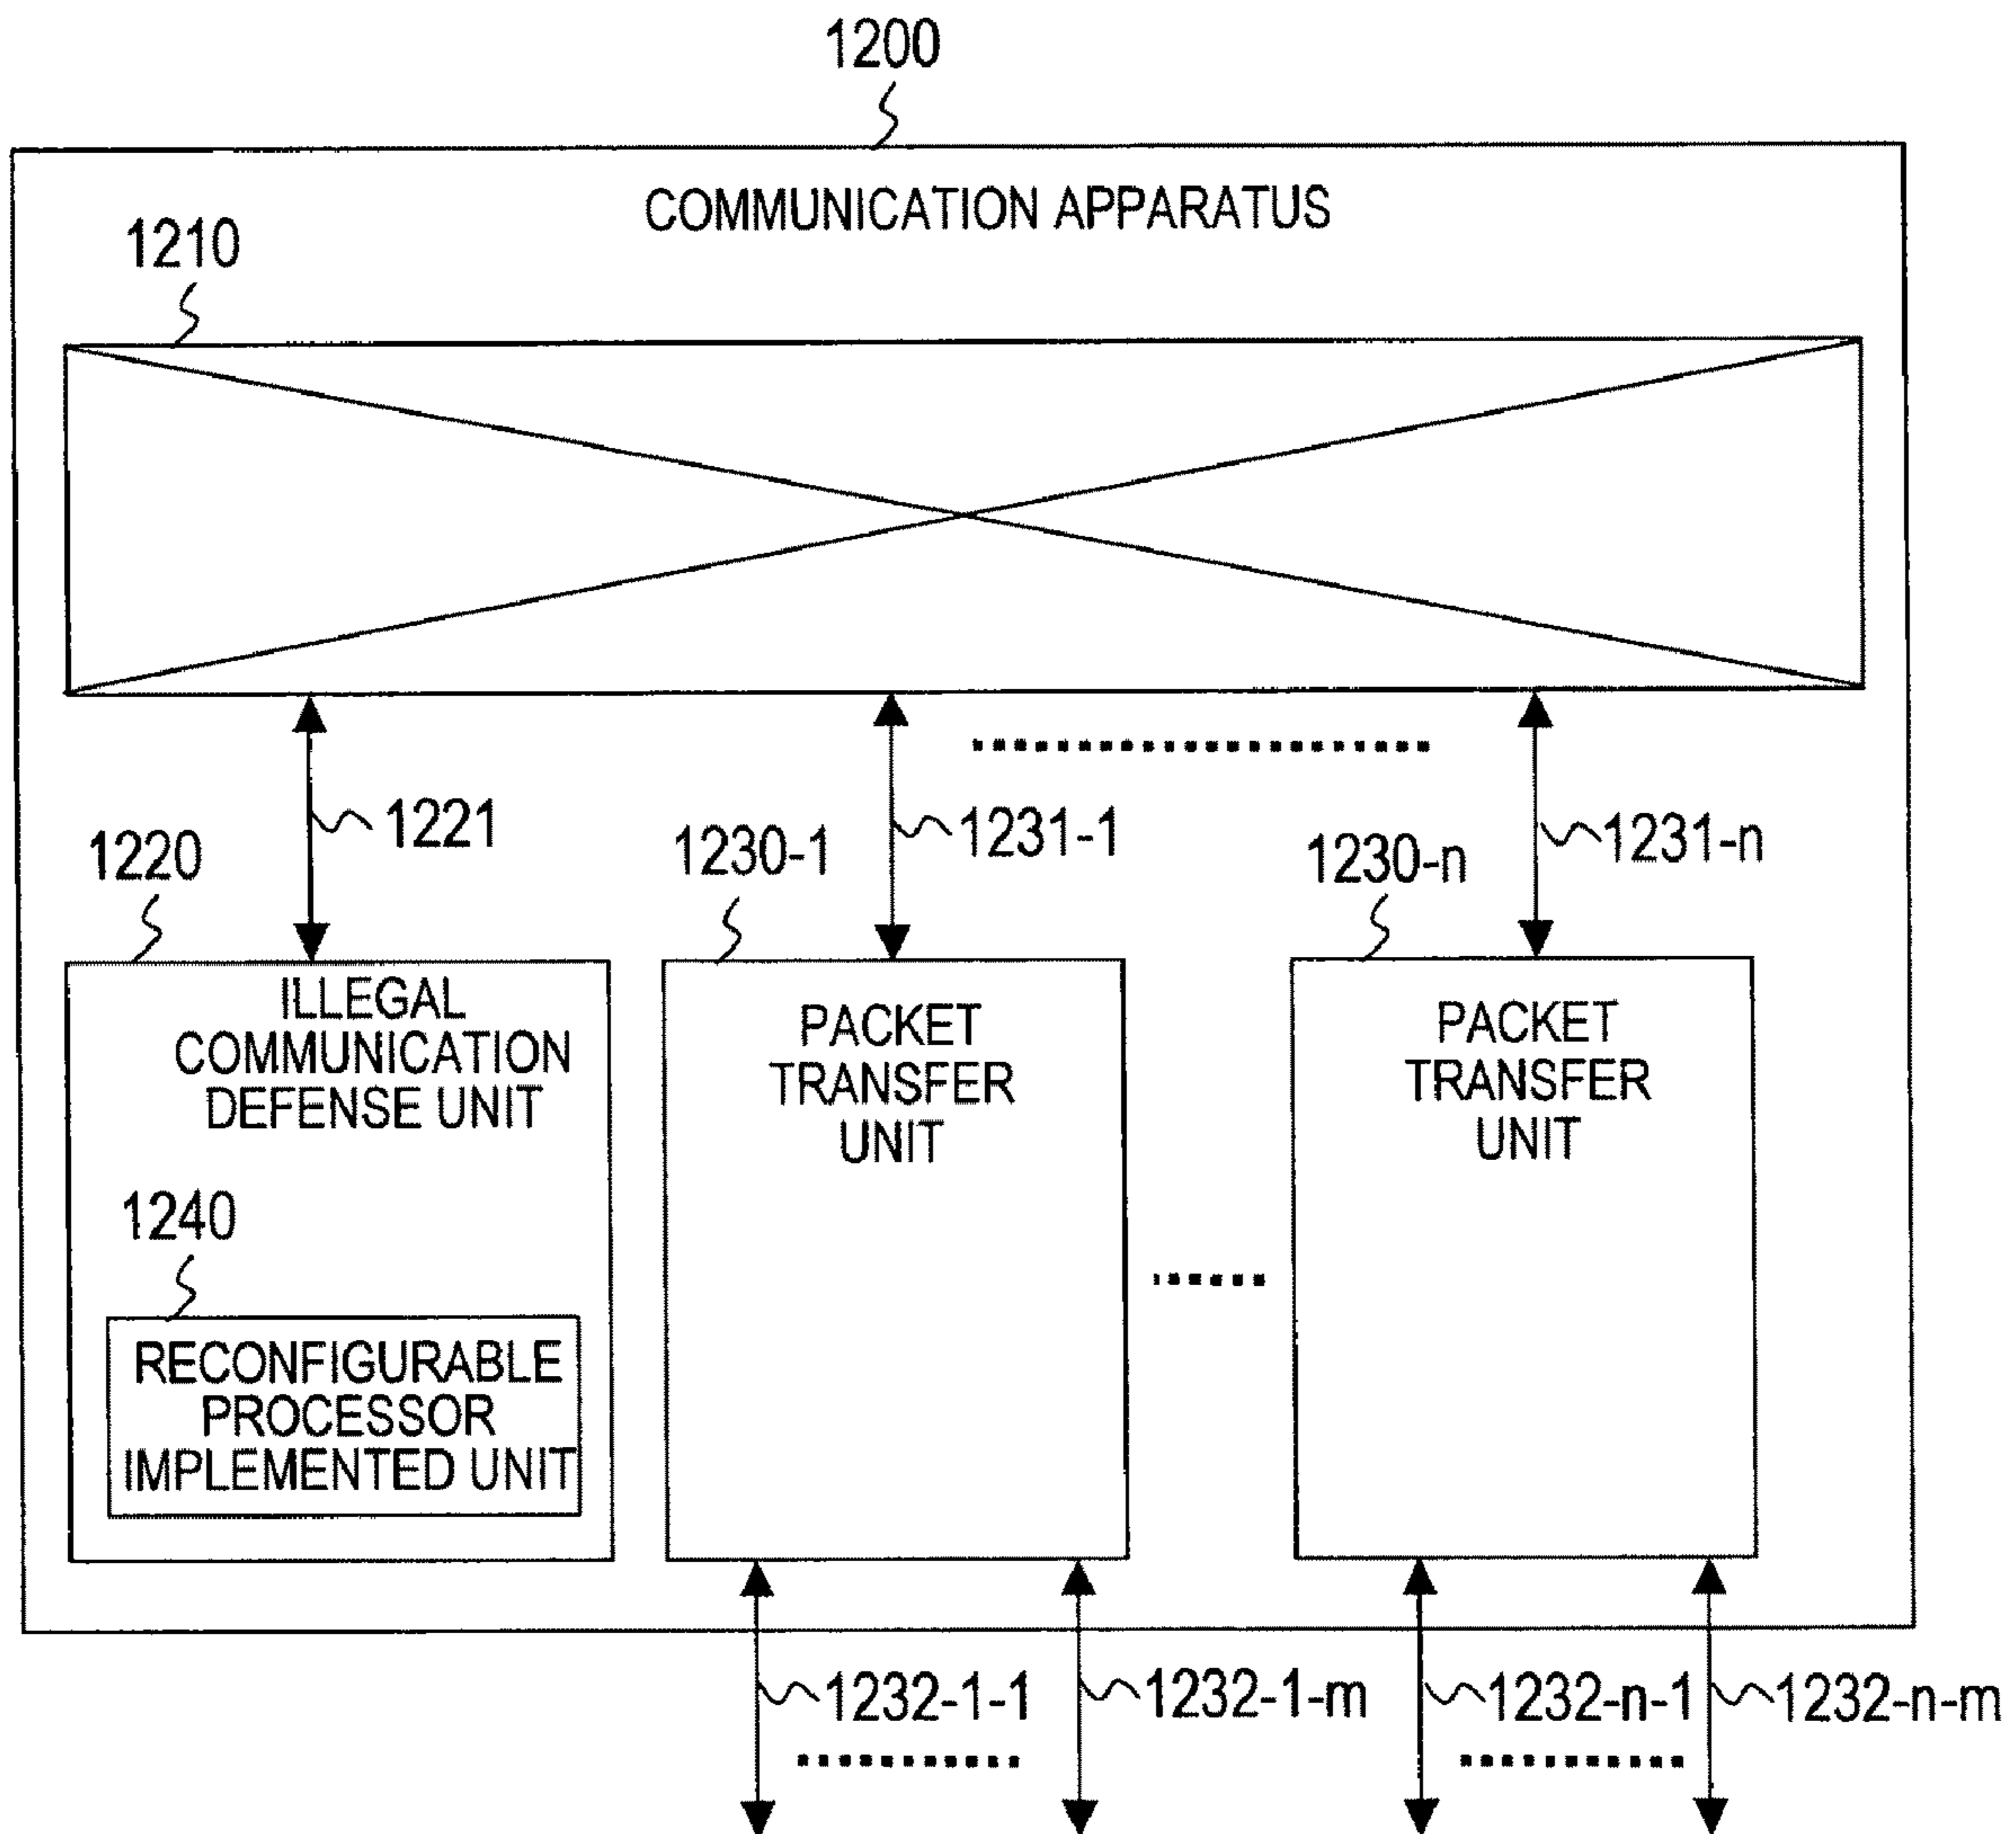 1200
COMMUNICATION APPARATUS
1210
1221
1231-1
1231-n
1220
1230-1
1230-n
ILLEGAL
COMMUNICATION
DEFENSE UNIT
PACKET
TRANSFER
UNIT
PACKET
TRANSFER
UNIT
1240
RECONFIGURABLE
PROCESSOR
IMPLEMENTED UNIT
1232-1-1
1232-1-m
1232-n-1
1232-n-m